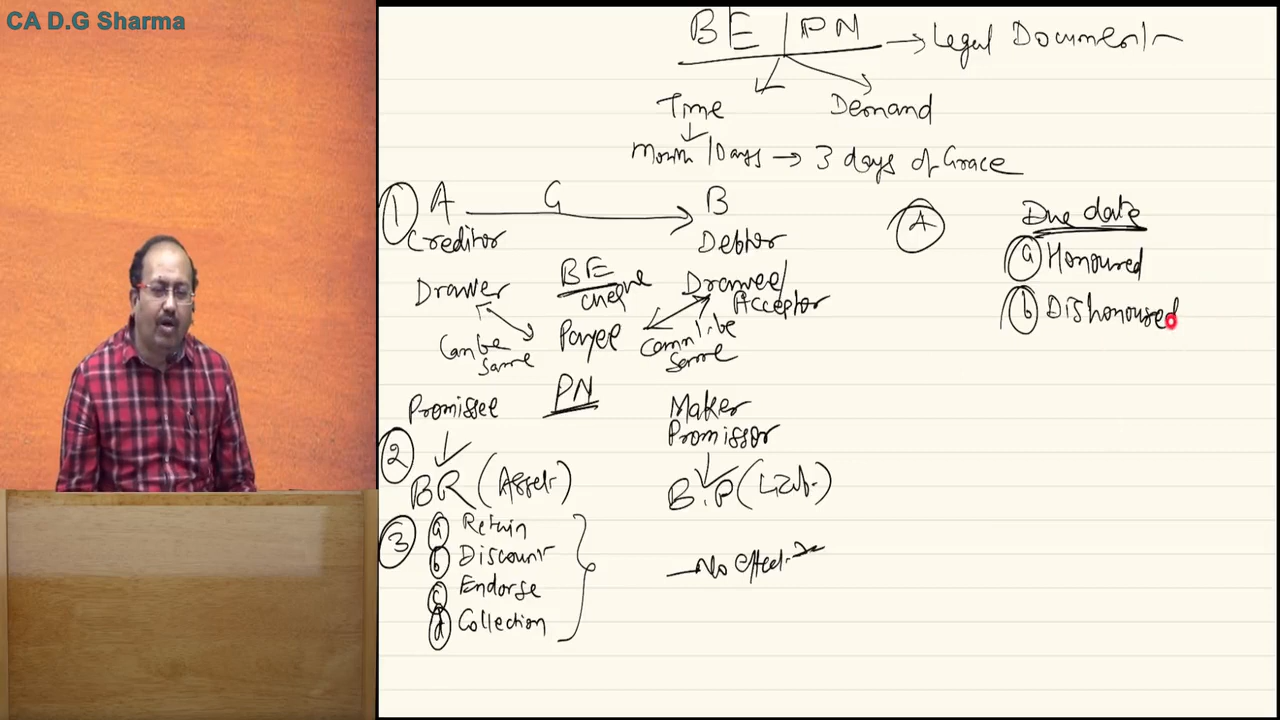 CA D.G Sharma
BE / PN → Legal Document
Time Demand
Month / Days → 3 days of Grace
1 A G B
Creditor Debtor
Drawer BE Drawee/
cheque Acceptor
Can be Same Payee Cann't be Same
PN
Promissee Maker
Promissor
2 BR (Asset) B.P (Liab.)
3 a Retain
b Discount
c Endorse
d Collection
No effect
A Due date
a Honoured
b Dishonoured